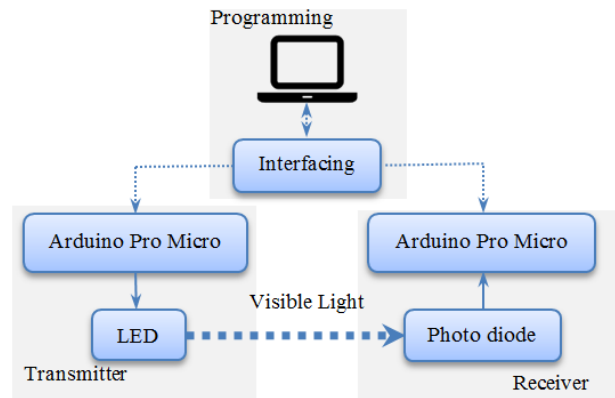 Programming
Interfacing
Arduino Pro Micro
Arduino Pro Micro
Visible Light
LED
Photo diode
Transmitter
Receiver